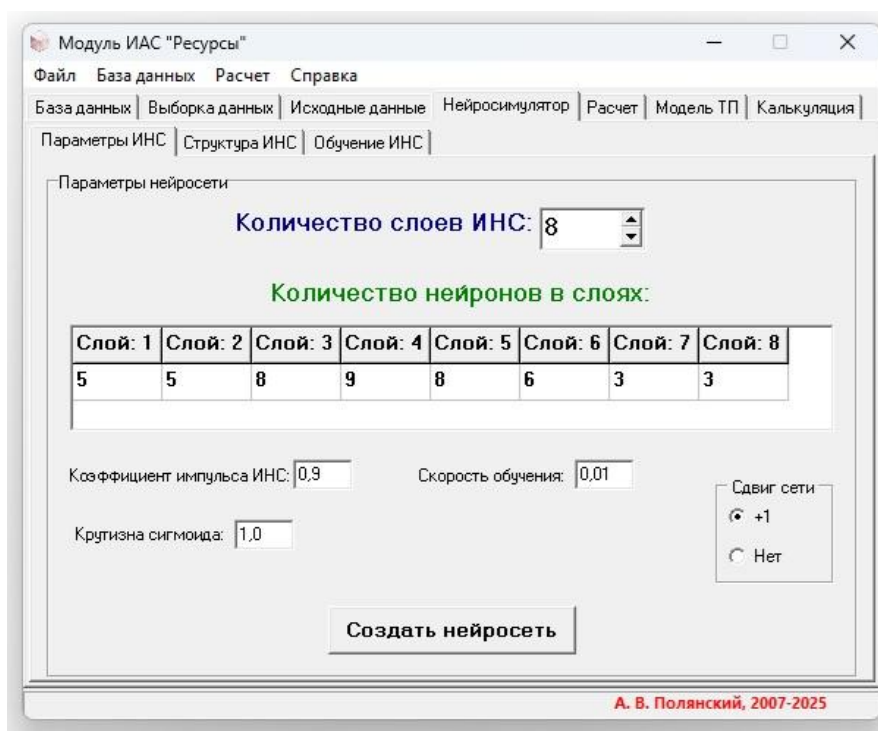 Модуль ИАС "Ресурсы"
Файл База данных Расчет Справка
База данных Выборка данных Исходные данные Нейросимулятор Расчет Модель ТП Калькуляция
Параметры ИНС Структура ИНС Обучение ИНС
Параметры нейросети
Количество слоев ИНС: 8
Количество нейронов в слоях:
Слой: 1 Слой: 2 Слой: 3 Слой: 4 Слой: 5 Слой: 6 Слой: 7 Слой: 8
5 5 8 9 8 6 3 3
Коэффициент импульса ИНС: 0,9 Скорость обучения: 0,01
Сдвиг сети
+1
Крутизна сигмоида: 1,0
Нет
Создать нейросеть
А. В. Полянский, 2007-2025